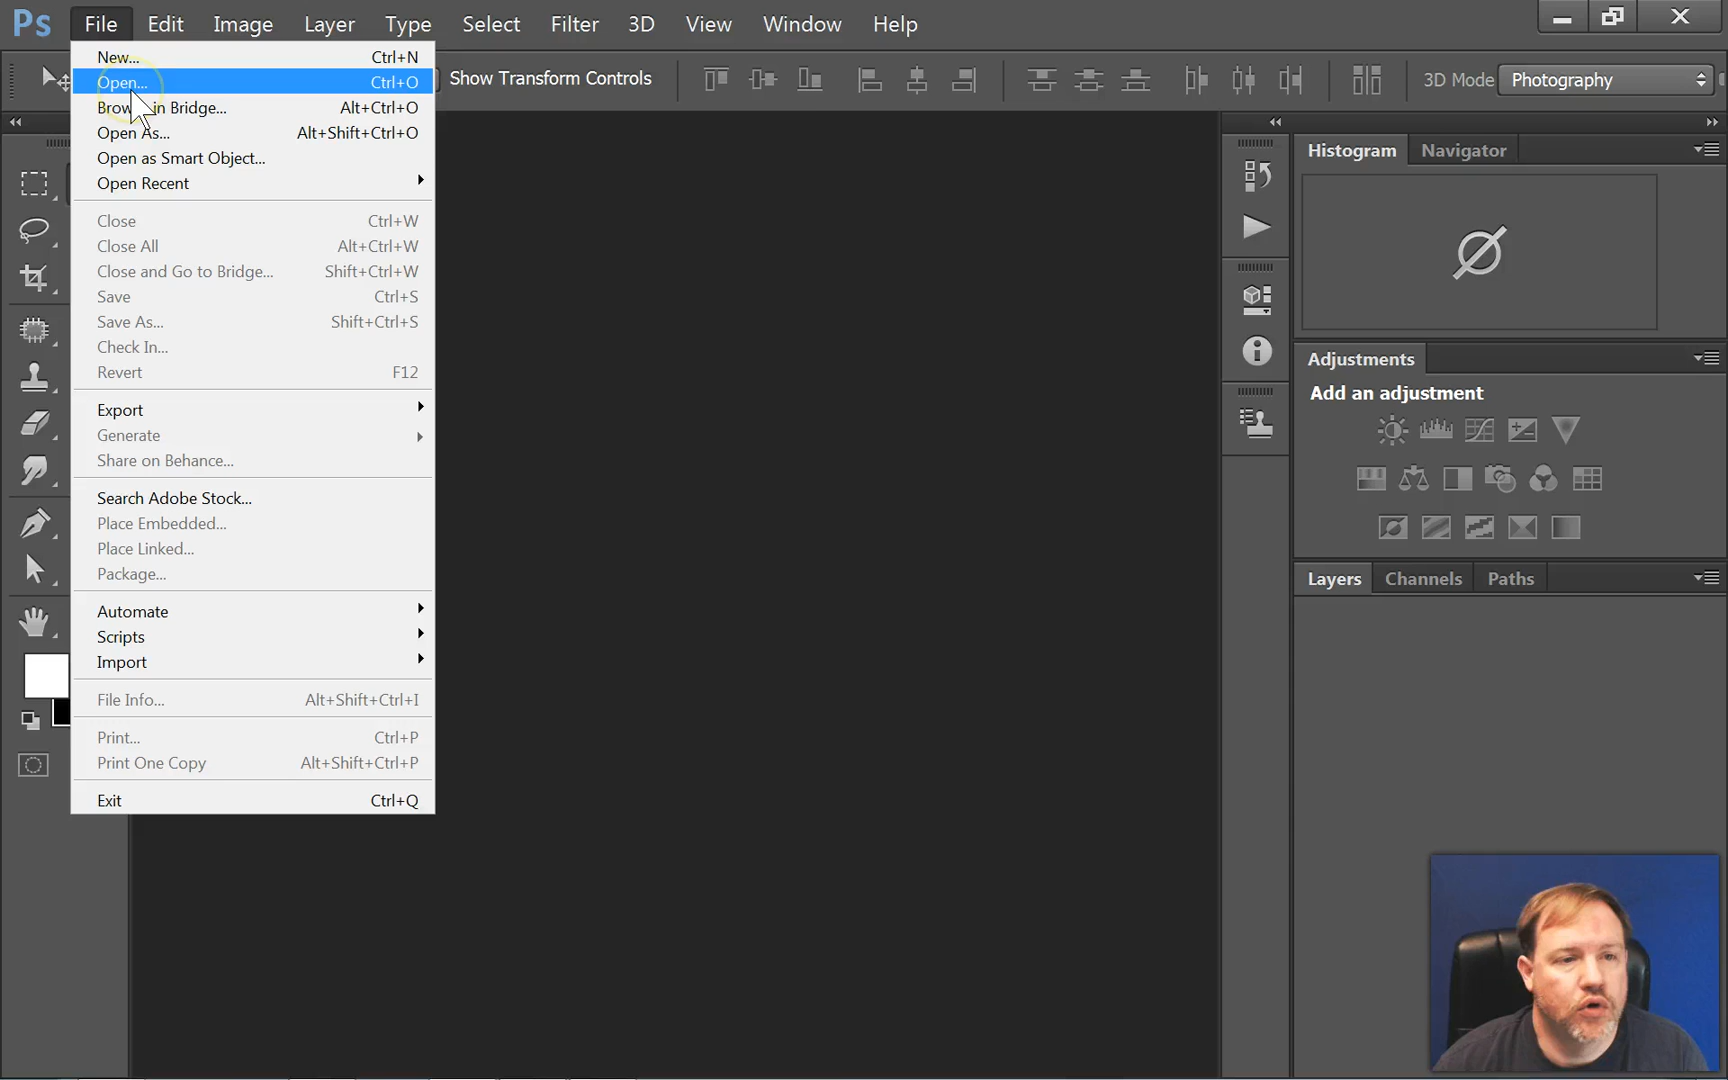 Ps File Edit Image Layer Type Select Filter 3D View Window Help
Show Transform Controls 3D Mode Photography
New... Ctrl+N
Open... Ctrl+O
Brow in Bridge... Alt+Ctrl+O
Open As... Alt+Shift+Ctrl+O
Open as Smart Object...
Open Recent
Close Ctrl+W
Close All Alt+Ctrl+W
Close and Go to Bridge... Shift+Ctrl+W
Save Ctrl+S
Save As... Shift+Ctrl+S
Check In...
Revert F12
Export
Generate
Share on Behance...
Search Adobe Stock...
Place Embedded...
Place Linked...
Package...
Automate
Scripts
Import
File Info... Alt+Shift+Ctrl+I
Print... Ctrl+P
Print One Copy Alt+Shift+Ctrl+P
Exit Ctrl+Q
Histogram Navigator
Adjustments
Add an adjustment
Layers Channels Paths